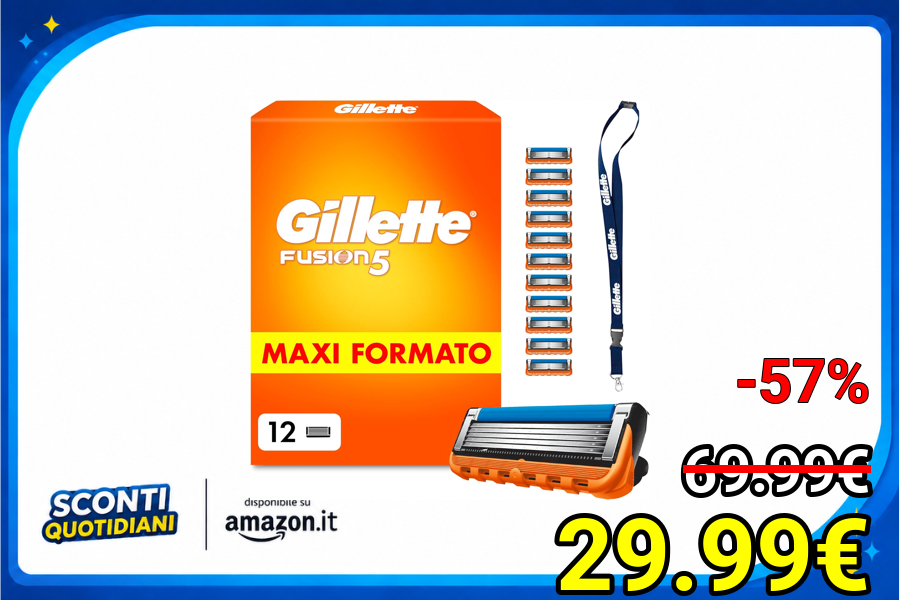 Gillette
Gillette®
FUSION5
MAXI FORMATO
12
Gillette
Gillette
Gillette
-57%
69.99€
29.99€
SCONTI
QUOTIDIANI
disponibile su
amazon.it